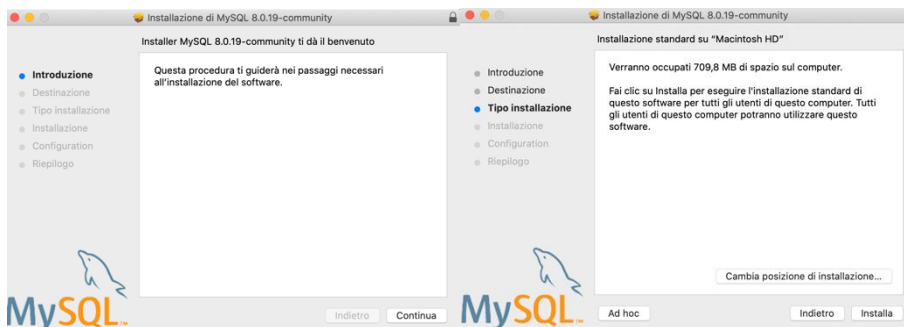 Installazione di MySQL 8.0.19-community
Installer MySQL 8.0.19-community ti dà il benvenuto
Introduzione
Destinazione
Tipo installazione
Installazione
Configuration
Riepilogo
Questa procedura ti guiderà nei passaggi necessari
all'installazione del software.
MySQL™
Indietro
Continua
Installazione di MySQL 8.0.19-community
Installazione standard su “Macintosh HD”
Introduzione
Destinazione
Tipo installazione
Installazione
Configuration
Riepilogo
Verranno occupati 709,8 MB di spazio sul computer.
Fai clic su Installa per eseguire l'installazione standard di
questo software per tutti gli utenti di questo computer. Tutti
gli utenti di questo computer potranno utilizzare questo
software.
Cambia posizione di installazione...
MySQL™
Ad hoc
Indietro
Installa